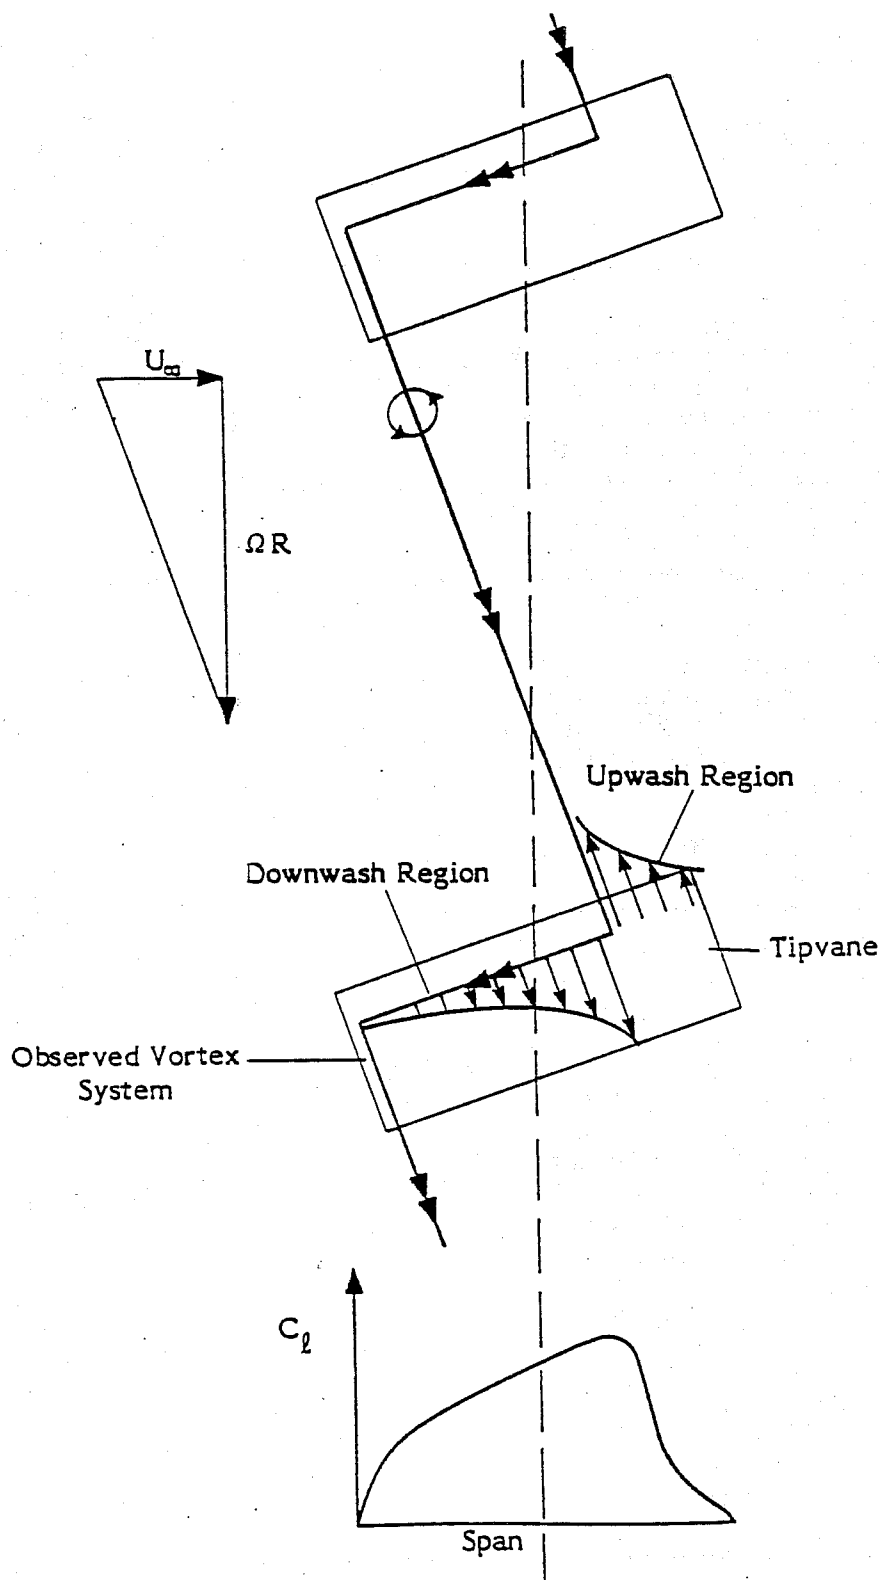 U∞
ΩR
Upwash Region
Downwash Region
Tipvane
Observed Vortex
System
Cℓ
Span